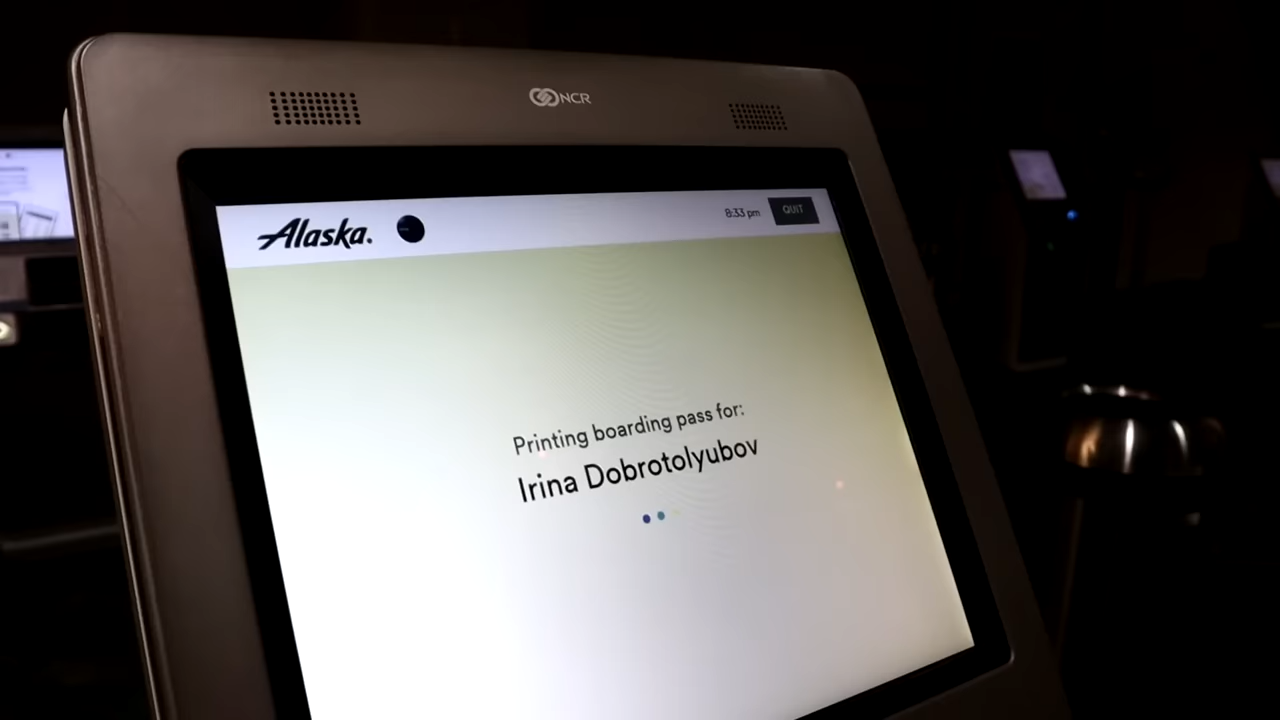 NCR
Alaska.
8:33 pm
QUIT
Printing boarding pass for:
Irina Dobrotolyubov